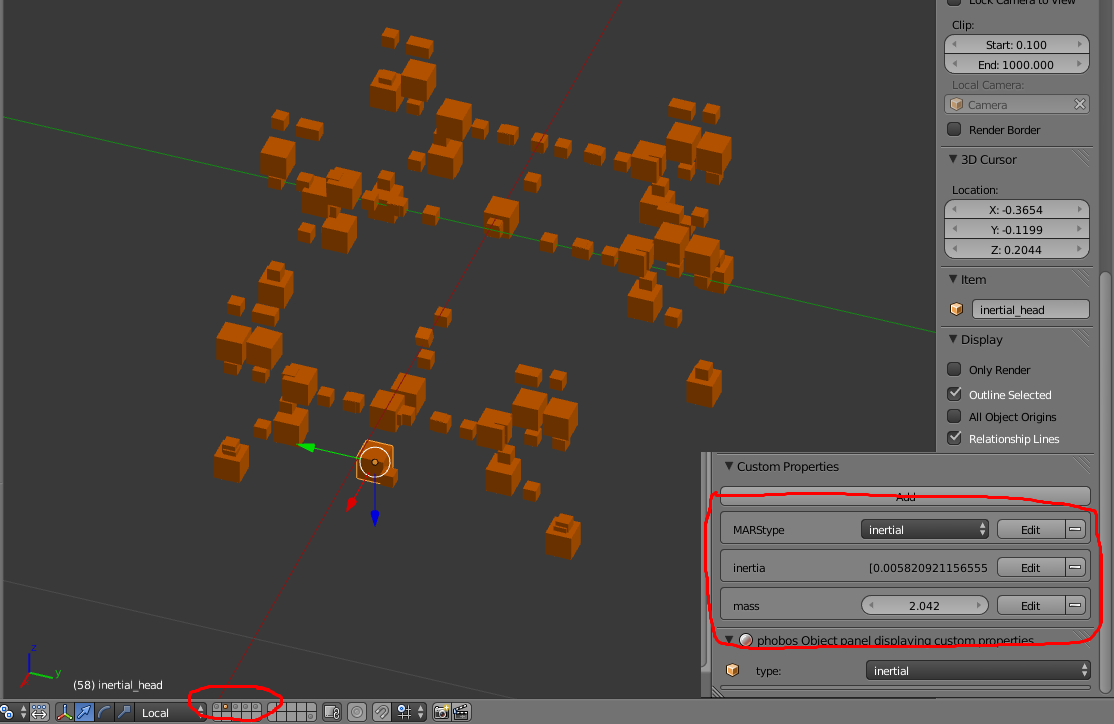 Lock Camera to View
Clip:
Start: 0.100
End: 1000.000
Local Camera:
Camera
Render Border
3D Cursor
Location:
X: -0.3654
Y: -0.1199
Z: 0.2044
Item
inertial_head
Display
Only Render
Outline Selected
All Object Origins
Relationship Lines
Custom Properties
Add
MARStype
inertial
Edit
inertia
[0.005820921156555
Edit
mass
2.042
Edit
phobos Object panel displaying custom properties
type:
inertial
z
y
(58) inertial_head
Local